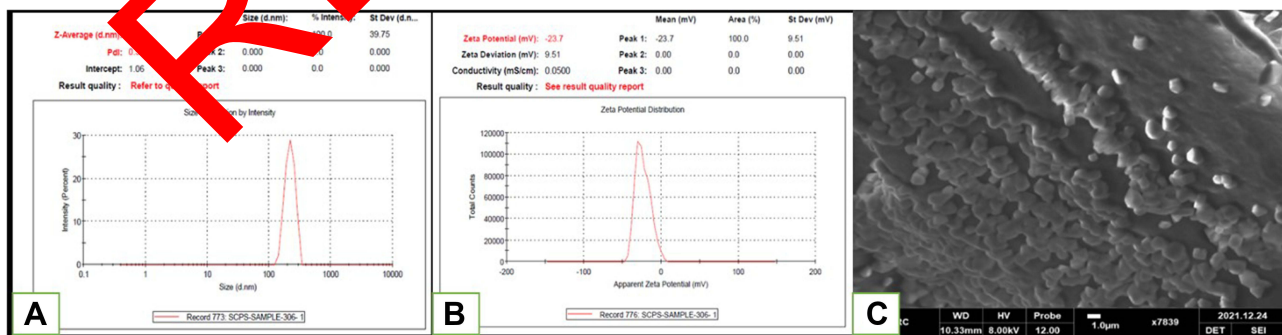 Size (d.nm): % Intensity: St Dev (d.n...
Z-Average (d.nm) 100.0 39.75
PdI: Peak 2: 0.000 0.0 0.000
Intercept: 1.06 Peak 3: 0.000 0.0 0.000
Result quality : Refer to report
Size by Intensity
Intensity (Percent)
30
20
10
0
0.1 1 10 100 1000 10000
Size (d.nm)
Record 773: SCPS-SAMPLE-306- 1
A
Mean (mV) Area (%) St Dev (mV)
Zeta Potential (mV): -23.7 Peak 1: -23.7 100.0 9.51
Zeta Deviation (mV): 9.51 Peak 2: 0.00 0.0 0.00
Conductivity (mS/cm): 0.0500 Peak 3: 0.00 0.0 0.00
Result quality : See result quality report
Zeta Potential Distribution
Total Counts
120000
100000
80000
60000
40000
20000
0
-200 -100 0 100 200
Apparent Zeta Potential (mV)
Record 776: SCPS-SAMPLE-306- 1
B
C
WD HV Probe 2021.12.24
10.33mm 8.00kV 12.00 1.0µm x7839 DET SEI